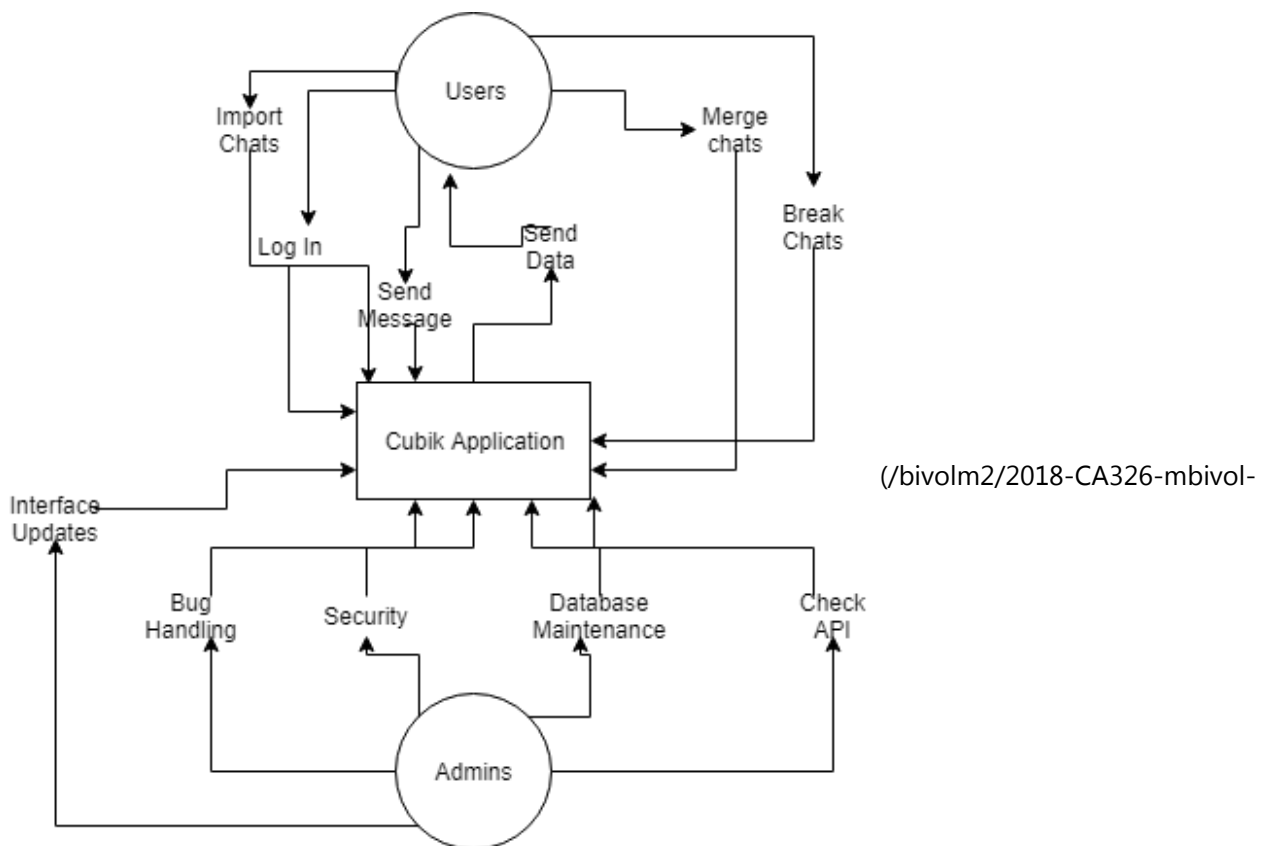 Users
Import
Chats
Merge
chats
Break
Chats
Log In
Send
Data
Send
Message
Cubik Application
(/bivolm2/2018-CA326-mbivol-
Interface
Updates
Bug
Handling
Security
Database
Maintenance
Check
API
Admins